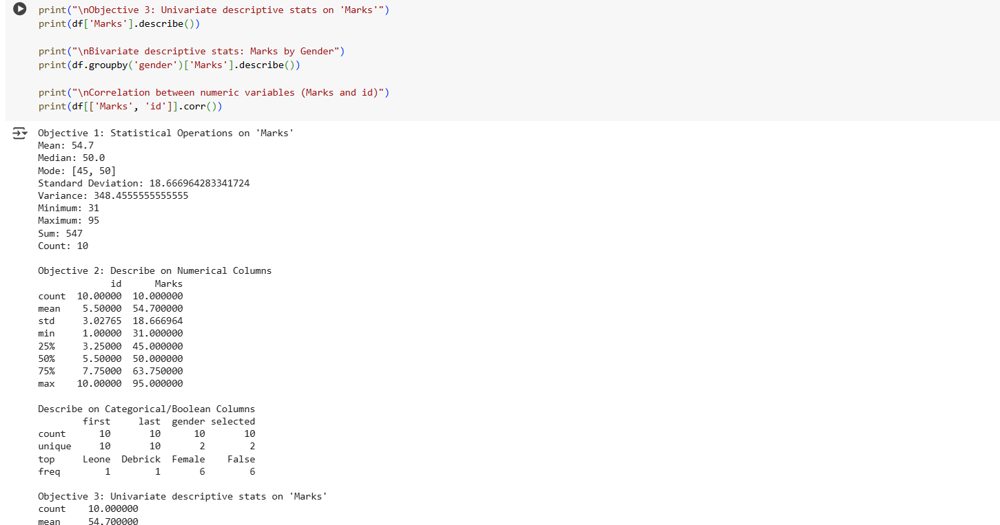 print("\nObjective 3: Univariate descriptive stats on 'Marks'")
print(df['Marks'].describe())
print("\nBivariate descriptive stats: Marks by Gender")
print(df.groupby('gender')['Marks'].describe())
print("\nCorrelation between numeric variables (Marks and id)")
print(df[['Marks', 'id']].corr())
Objective 1: Statistical Operations on 'Marks'
Mean: 54.7
Median: 50.0
Mode: [45, 50]
Standard Deviation: 18.666964283341724
Variance: 348.4555555555555
Minimum: 31
Maximum: 95
Sum: 547
Count: 10
Objective 2: Describe on Numerical Columns
id Marks
count 10.00000 10.000000
mean 5.50000 54.700000
std 3.02765 18.666964
min 1.00000 31.000000
25% 3.25000 45.000000
50% 5.50000 50.000000
75% 7.75000 63.750000
max 10.00000 95.000000
Describe on Categorical/Boolean Columns
first last gender selected
count 10 10 10 10
unique 10 10 2 2
top Leone Debrick Female False
freq 1 1 6 6
Objective 3: Univariate descriptive stats on 'Marks'
count 10.000000
mean 54.700000